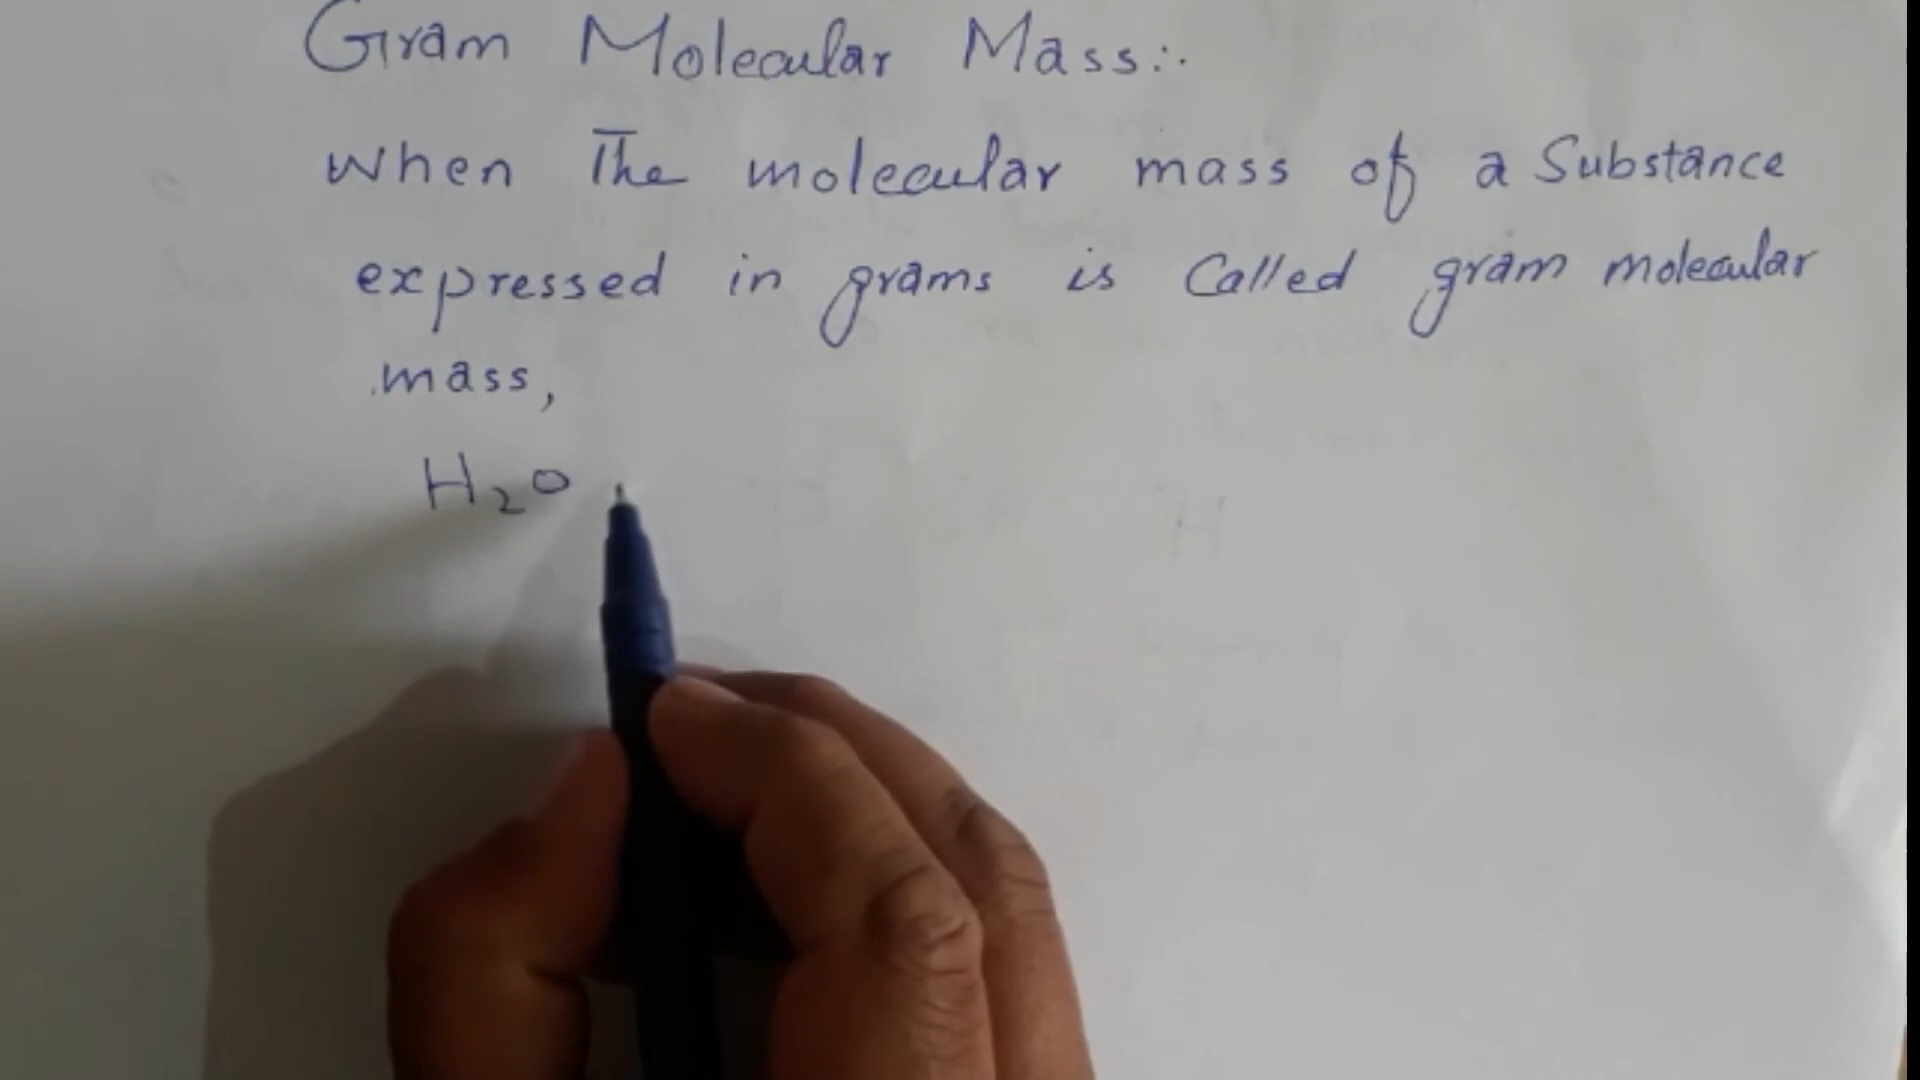 Gram Molecular Mass:.
When The molecular mass of a Substance
expressed in grams is Called gram molecular
mass,
H₂O